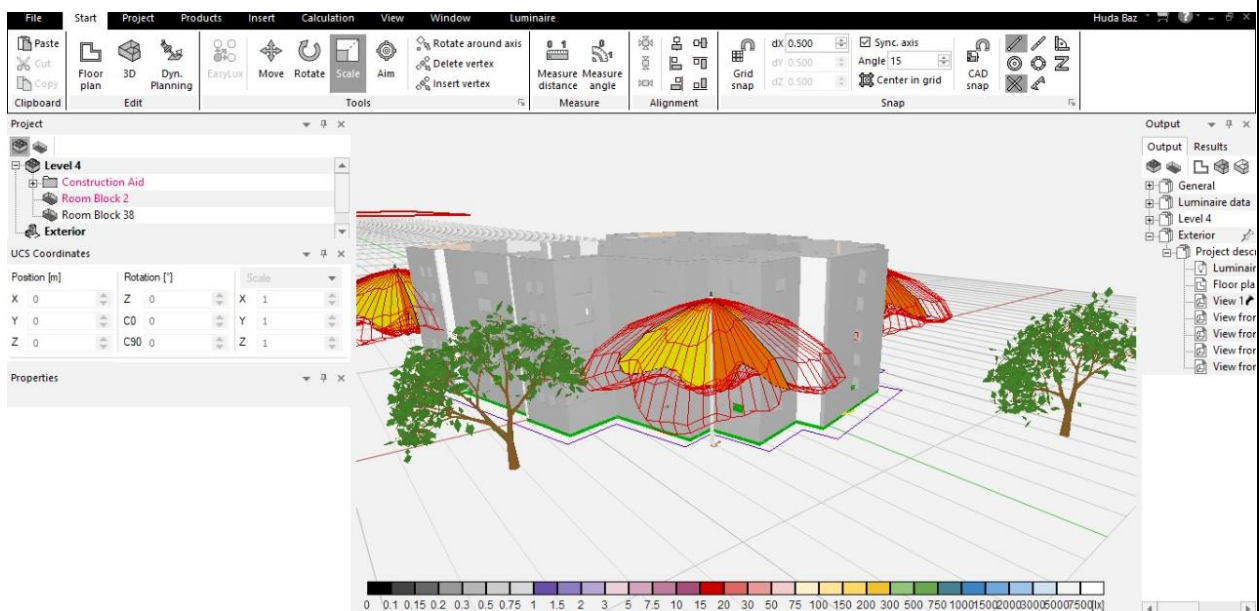 File Start Project Products Insert Calculation View Window Luminaire Huda Baz
Paste
Cut
Copy
Clipboard
Floor plan
3D
Dyn. Planning
Edit
EasyLux
Move
Rotate
Scale
Aim
Rotate around axis
Delete vertex
Insert vertex
Tools
Measure distance
Measure angle
Measure
Alignment
Grid snap
dX 0.500
dY 0.500
dZ 0.500
Sync. axis
Angle 15
Center in grid
CAD snap
Snap
Project
Level 4
Construction Aid
Room Block 2
Room Block 38
Exterior
UCS Coordinates
Position [m] Rotation [°] Scale
X 0 Z 0 X 1
Y 0 C0 0 Y 1
Z 0 C90 0 Z 1
Properties
Output
Output Results
General
Luminaire data
Level 4
Exterior
Project descri
Luminair
Floor pla
View 1
View fror
View fror
View fror
View fror
0 0.1 0.15 0.2 0.3 0.5 0.75 1 1.5 2 3 5 7.5 10 15 20 30 50 75 100 150 200 300 500 750 1000 1500 2000 3000 5000 7500 lx